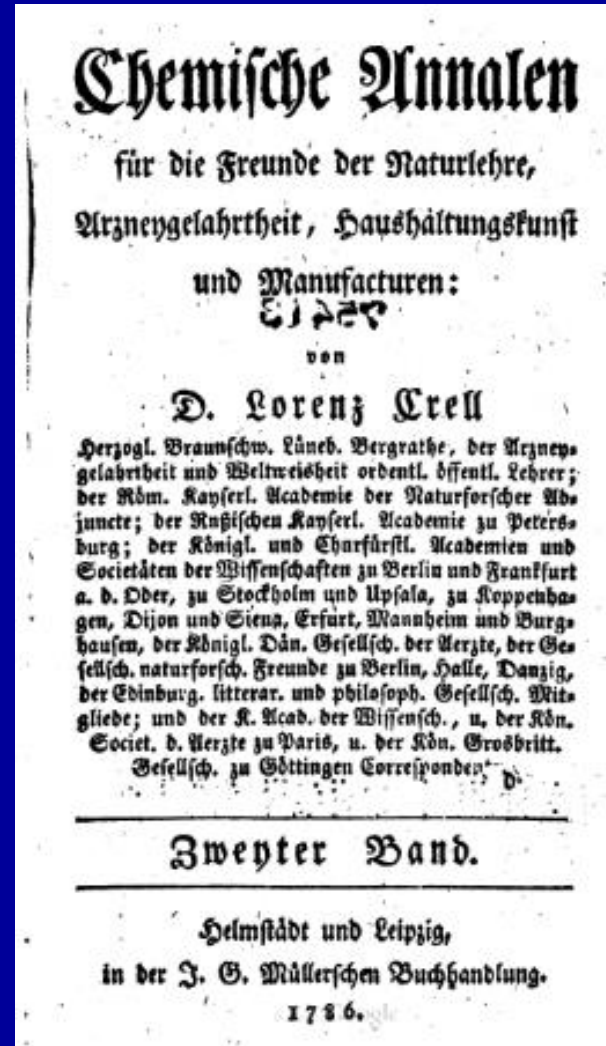 Chemische Annalen
für die Freunde der Naturlehre,
Arzneygelahrtheit, Haushaltungskunst
und Manufacturen:
von
D. Lorenz Crell
Herzogl. Braunschw. Lüneb. Bergrathe, der Arzney-
gelahrtheit und Weltweisheit ordentl. öffentl. Lehrer;
der Röm. Kayserl. Academie der Naturforscher Ad-
juncte; der Rußischen Kayserl. Academie zu Peters-
burg; der Königl. und Churfürstl. Academien und
Societäten der Wissenschaften zu Berlin und Frankfurt
a. d. Oder, zu Stockholm und Upsala, zu Koppenha-
gen, Dijon und Siena, Erfurt, Mannheim und Burg-
hausen, der Königl. Dän. Gesellsch. der Aerzte, der Ge-
sellsch. naturforsch. Freunde zu Berlin, Halle, Danzig,
der Edinburg. litterar. und philosoph. Gesellsch. Mit-
gliede; und der K. Acad. der Wissensch., u. der Kön.
Societ. d. Aerzte zu Paris, u. der Kön. Grosbritt.
Gesellsch. zu Göttingen
Zweyter Band.
Helmstädt und Leipzig,
in der J. G. Müllerschen Buchhandlung.
1786.